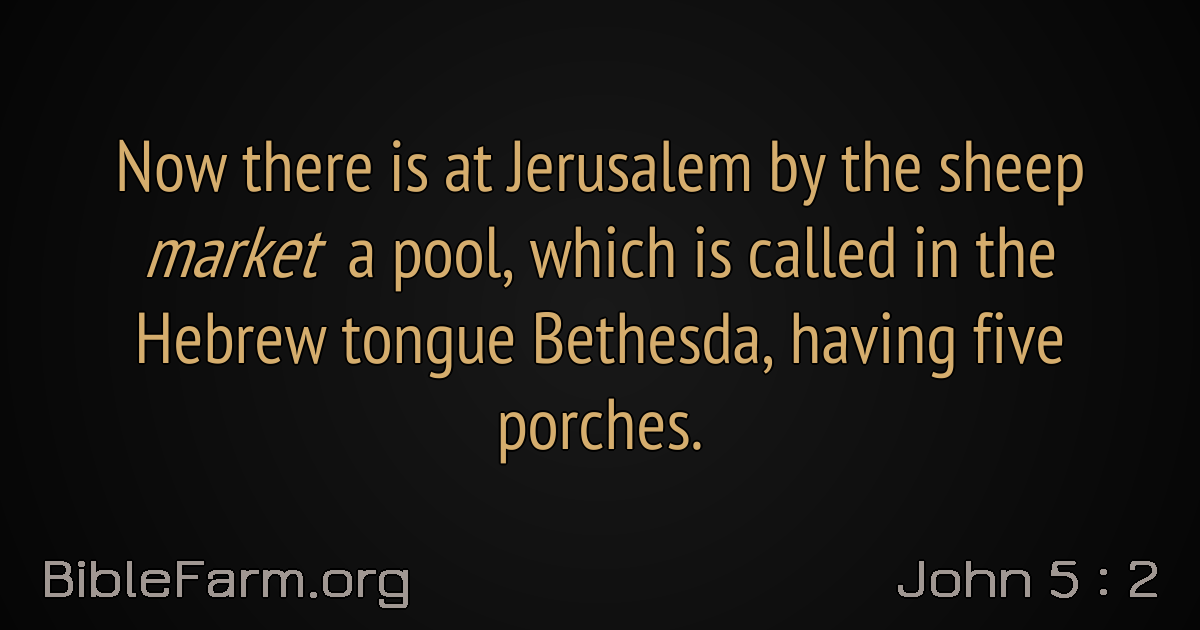 Now there is at Jerusalem by the sheep
market a pool, which is called in the
Hebrew tongue Bethesda, having five
porches.
BibleFarm.org
John 5 : 2